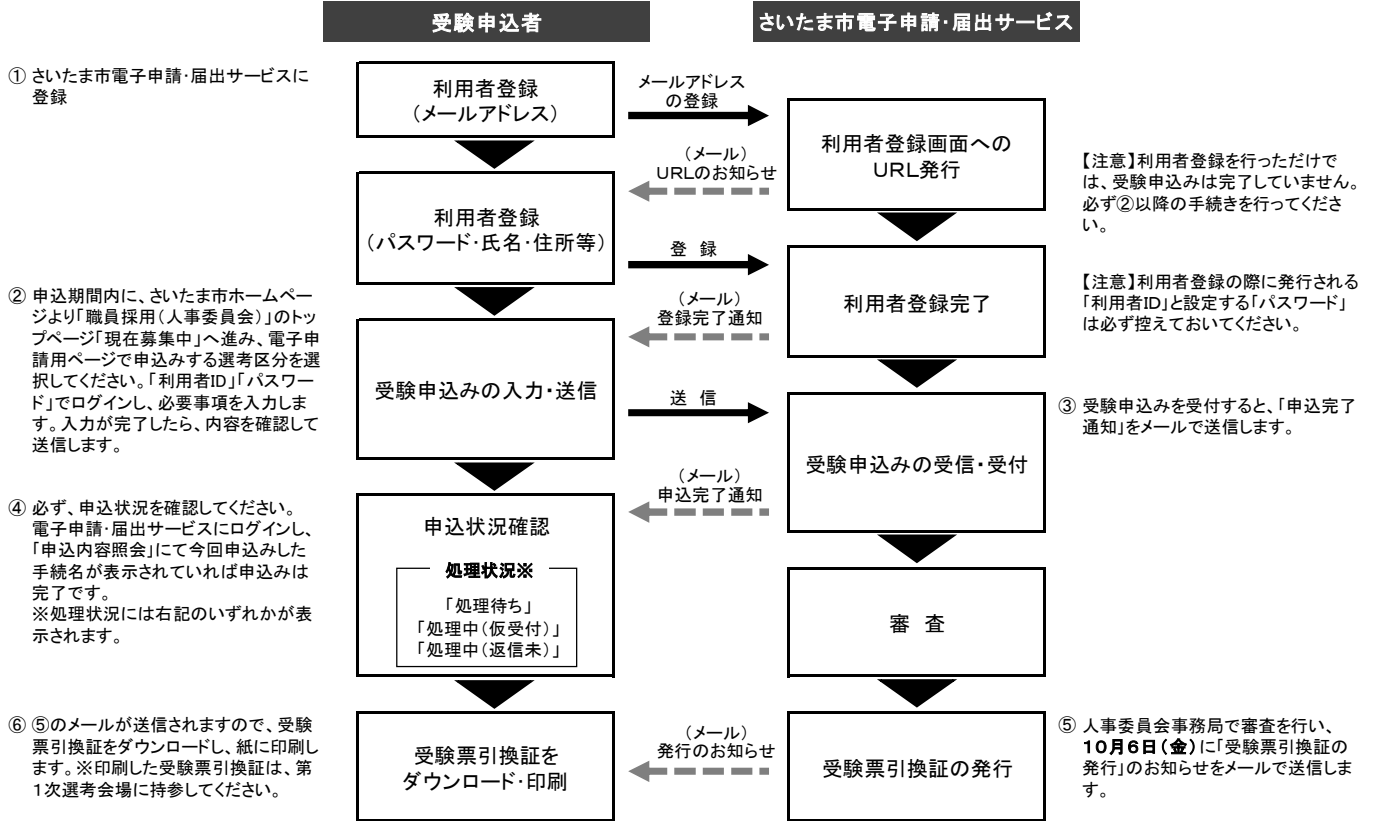 受験申込者
さいたま市電子申請・届出サービス
① さいたま市電子申請・届出サービスに
登録
利用者登録
（メールアドレス）
メールアドレス
の登録
利用者登録画面への
ＵＲＬ発行
（メール）
ＵＲＬのお知らせ
【注意】利用者登録を行っただけで
は、受験申込みは完了していません。
必ず②以降の手続きを行ってくださ
い。
利用者登録
（パスワード・氏名・住所等）
登 録
利用者登録完了
【注意】利用者登録の際に発行される
「利用者ID」と設定する「パスワード」
は必ず控えておいてください。
（メール）
登録完了通知
② 申込期間内に、さいたま市ホームペー
ジより「職員採用（人事委員会）」のトッ
プページ「現在募集中」へ進み、電子申
請用ページで申込みする選考区分を選
択してください。「利用者ID」「パスワー
ド」でログインし、必要事項を入力しま
す。入力が完了したら、内容を確認して
送信します。
受験申込みの入力・送信
送 信
受験申込みの受信・受付
③ 受験申込みを受付すると、「申込完了
通知」をメールで送信します。
（メール）
申込完了通知
④ 必ず、申込状況を確認してください。
電子申請・届出サービスにログインし、
「申込内容照会」にて今回申込みした
手続名が表示されていれば申込みは
完了です。
※処理状況には右記のいずれかが表
示されます。
申込状況確認
処理状況※
「処理待ち」
「処理中（仮受付）」
「処理中（返信未）」
審 査
⑥ ⑤のメールが送信されますので、受験
票引換証をダウンロードし、紙に印刷し
ます。※印刷した受験票引換証は、第
１次選考会場に持参してください。
受験票引換証を
ダウンロード・印刷
（メール）
発行のお知らせ
受験票引換証の発行
⑤ 人事委員会事務局で審査を行い、
１０月６日（金）に「受験票引換証の
発行」のお知らせをメールで送信しま
す。